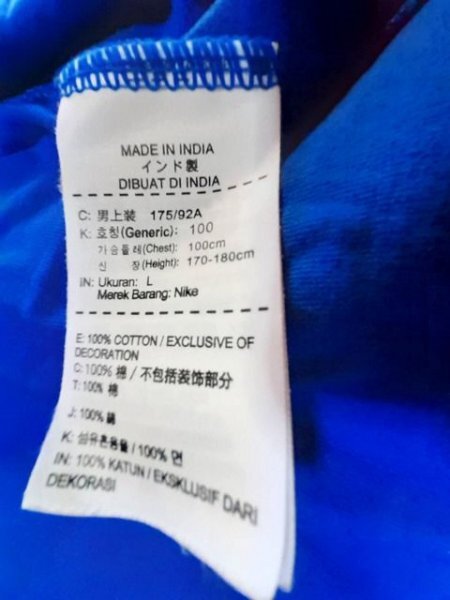 MADE IN INDIA
インド製
DIBUAT DI INDIA
C: 男上装 175/92A
K: 호칭(Generic): 100
가슴둘레(Chest): 100cm
신 장(Height): 170-180cm
IN: Ukuran: L
Merek Barang: Nike
E: 100% COTTON / EXCLUSIVE OF
DECORATION
C: 100% 棉 / 不包括装饰部分
T: 100% 棉
J: 100% 綿
K: 섬유혼용율 / 100% 면
IN: 100% KATUN / EKSKLUSIF DARI
DEKORASI